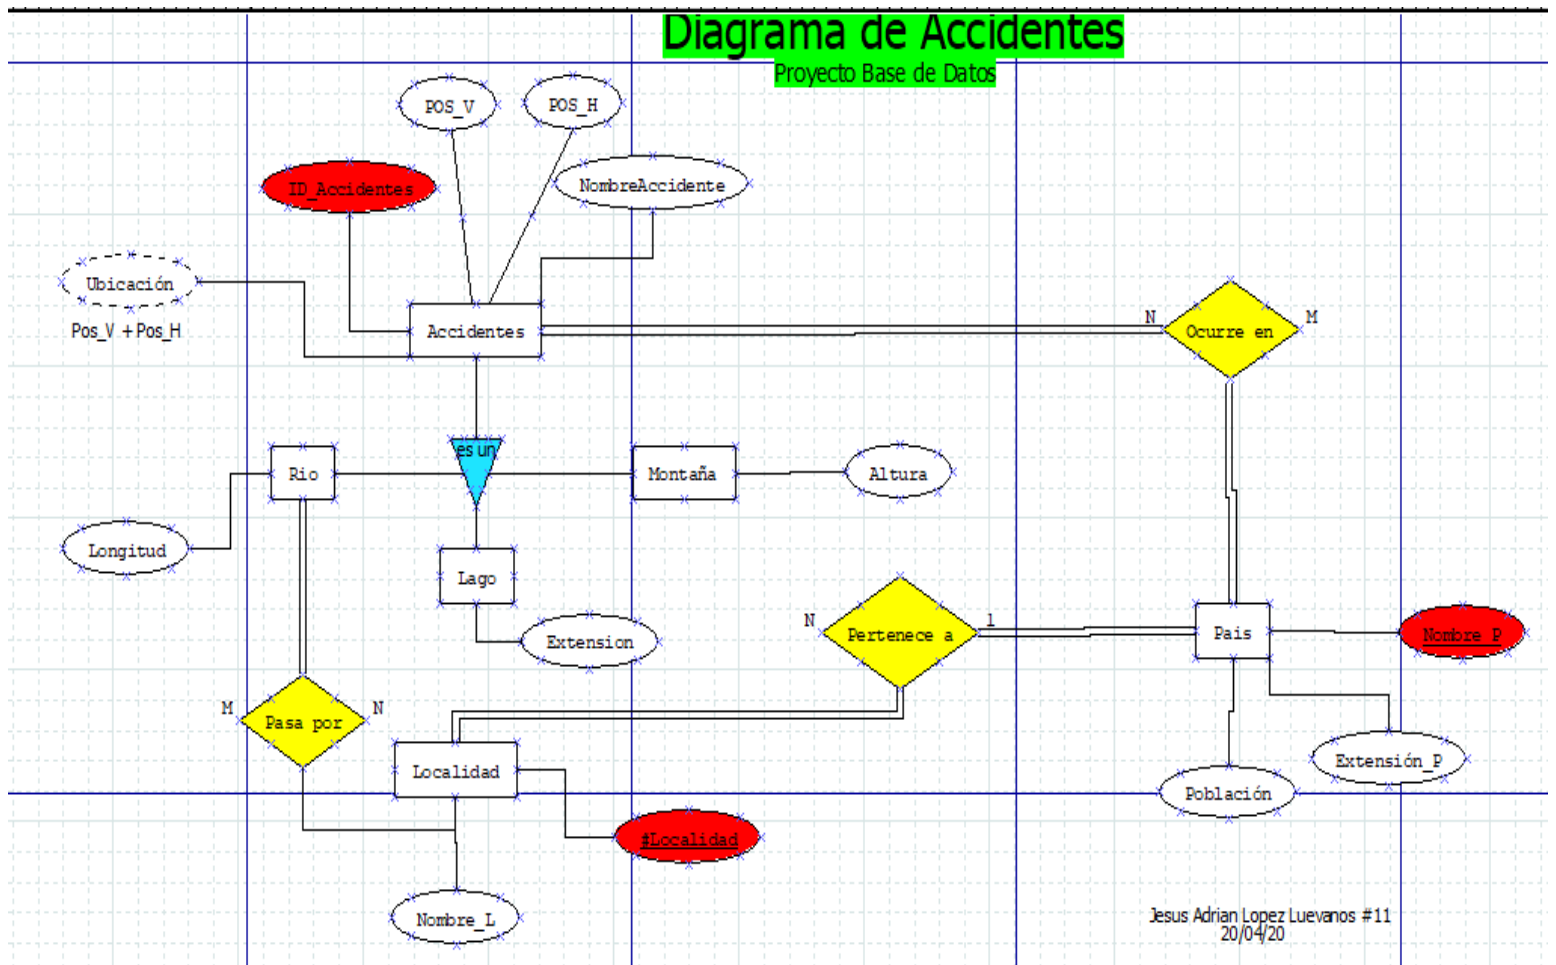 Diagrama de Accidentes
Proyecto Base de Datos
POS_V
POS_H
ID_Accidentes
NombreAccidente
Ubicación
Pos_V + Pos_H
Accidentes
N
Ocurre en
M
es un
Rio
Montaña
Altura
Longitud
Lago
Extension
N
Pertenece a
1
Pais
Nombre_P
M
Pasa por
N
Localidad
Extensión_P
Población
#Localidad
Nombre_L
Jesus Adrian Lopez Luevanos #11
20/04/20